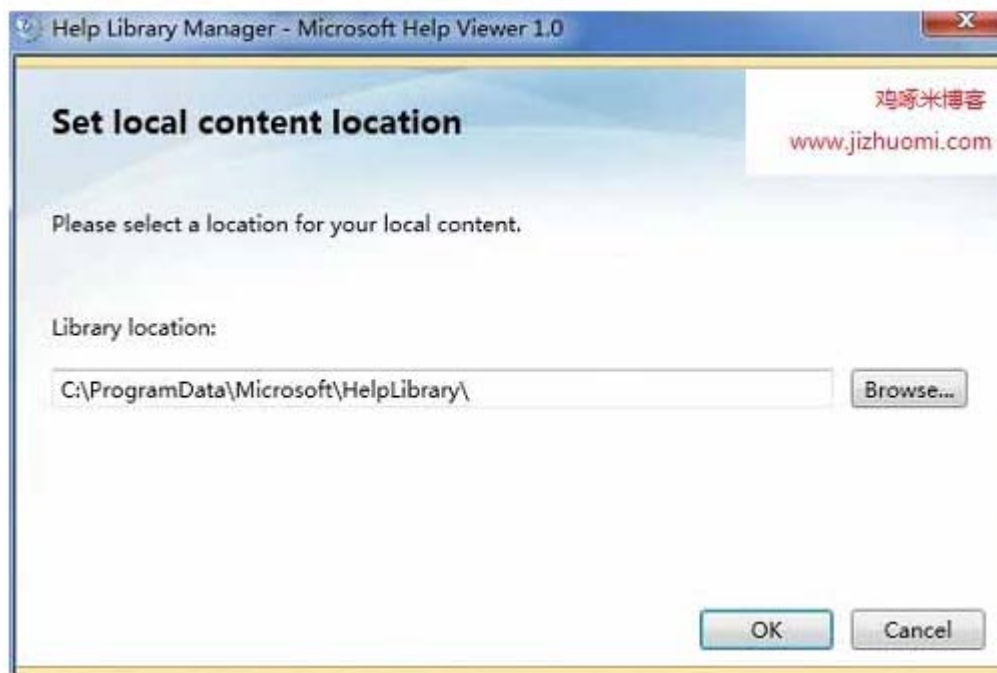 Help Library Manager - Microsoft Help Viewer 1.0
Set local content location
鸡啄米博客
www.jizhuomi.com
Please select a location for your local content.
Library location:
C:\ProgramData\Microsoft\HelpLibrary\
Browse...
OK
Cancel